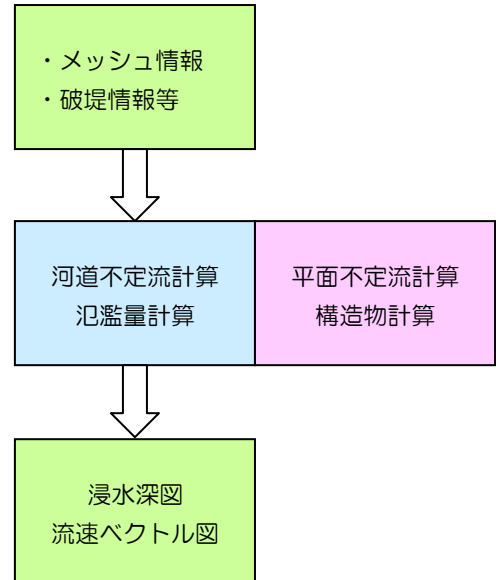 ・メッシュ情報
・破堤情報等
河道不定流計算
氾濫量計算
平面不定流計算
構造物計算
浸水深図
流速ベクトル図